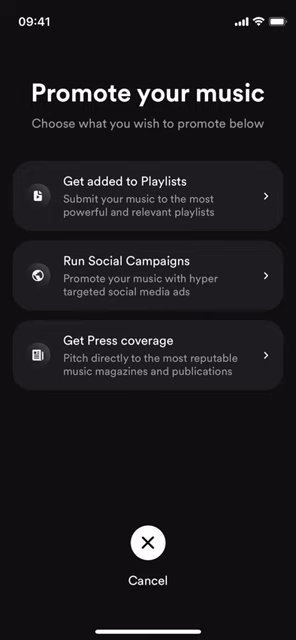 09:41
Promote your music
Choose what you wish to promote below
Get added to Playlists
Submit your music to the most
powerful and relevant playlists
Run Social Campaigns
Promote your music with hyper
targeted social media ads
Get Press coverage
Pitch directly to the most reputable
music magazines and publications
Cancel